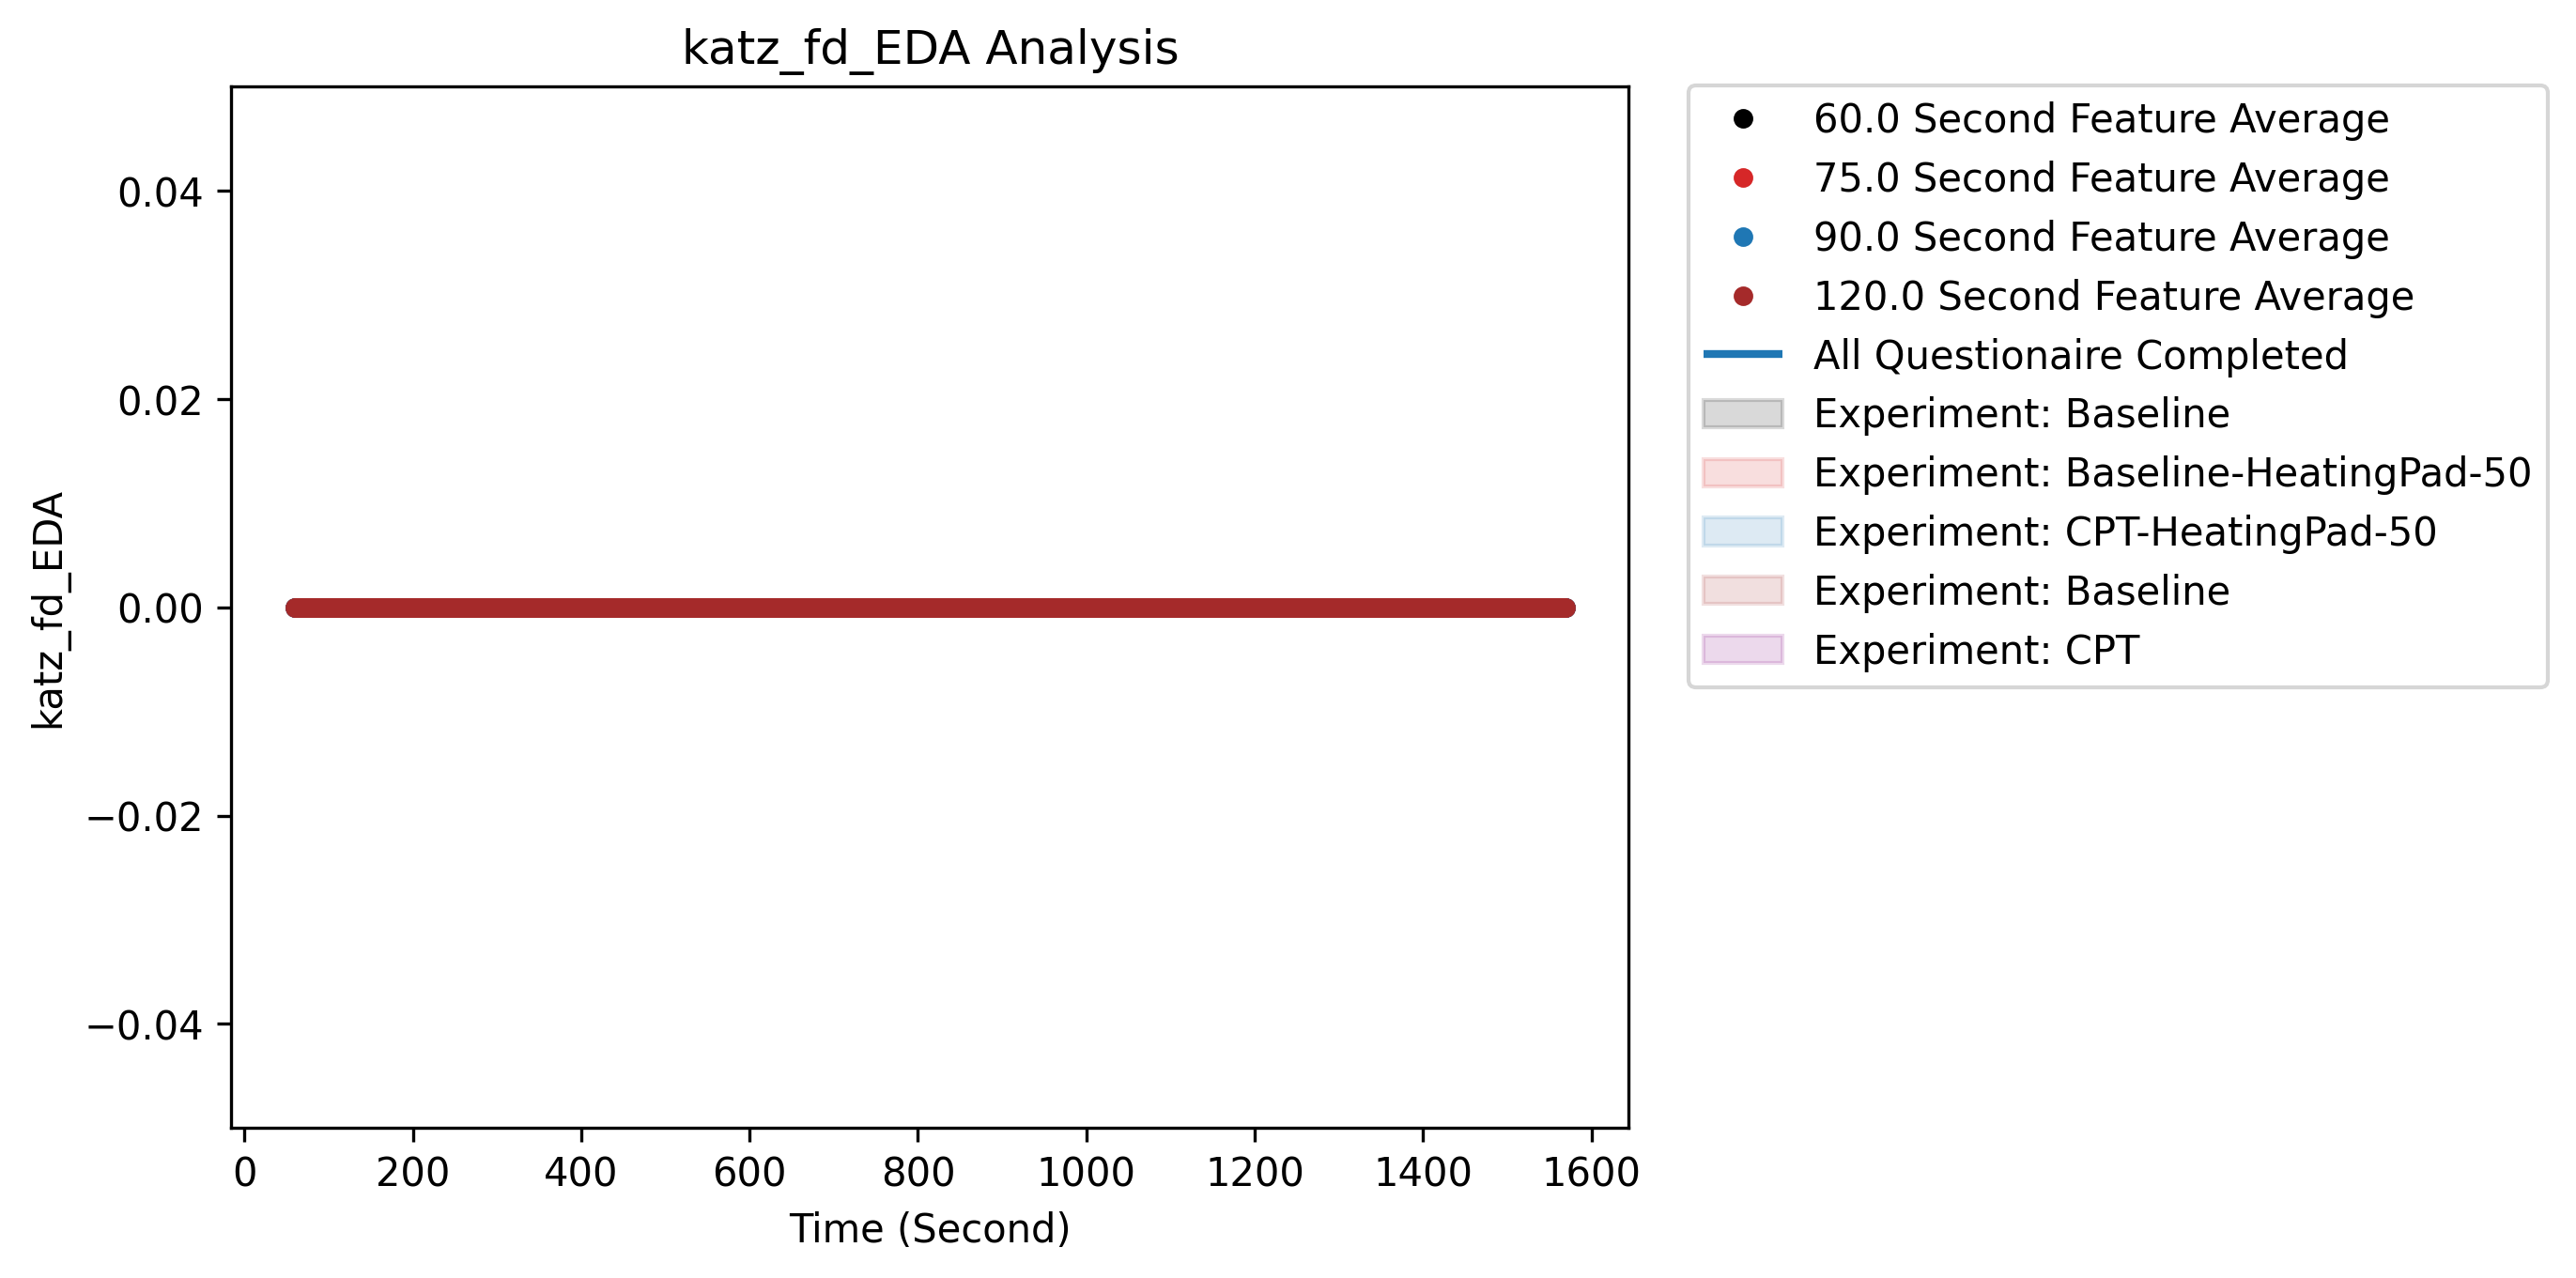 katz_fd_EDA Analysis
katz_fd_EDA
0.04
0.02
0.00
−0.02
−0.04
0
200
400
600
800
1000
1200
1400
1600
Time (Second)
60.0 Second Feature Average
75.0 Second Feature Average
90.0 Second Feature Average
120.0 Second Feature Average
All Questionaire Completed
Experiment: Baseline
Experiment: Baseline-HeatingPad-50
Experiment: CPT-HeatingPad-50
Experiment: Baseline
Experiment: CPT